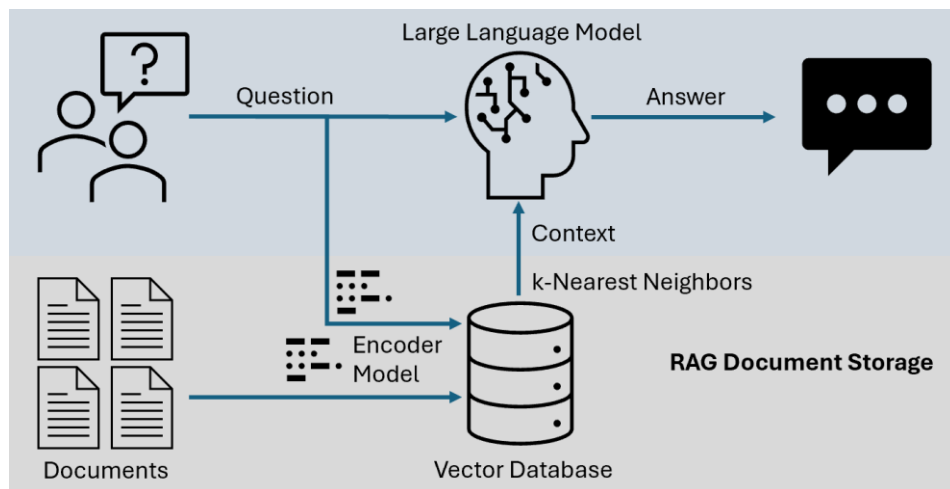 Large Language Model
?
Question
Answer
Context
k-Nearest Neighbors
Encoder
Model
RAG Document Storage
Documents
Vector Database